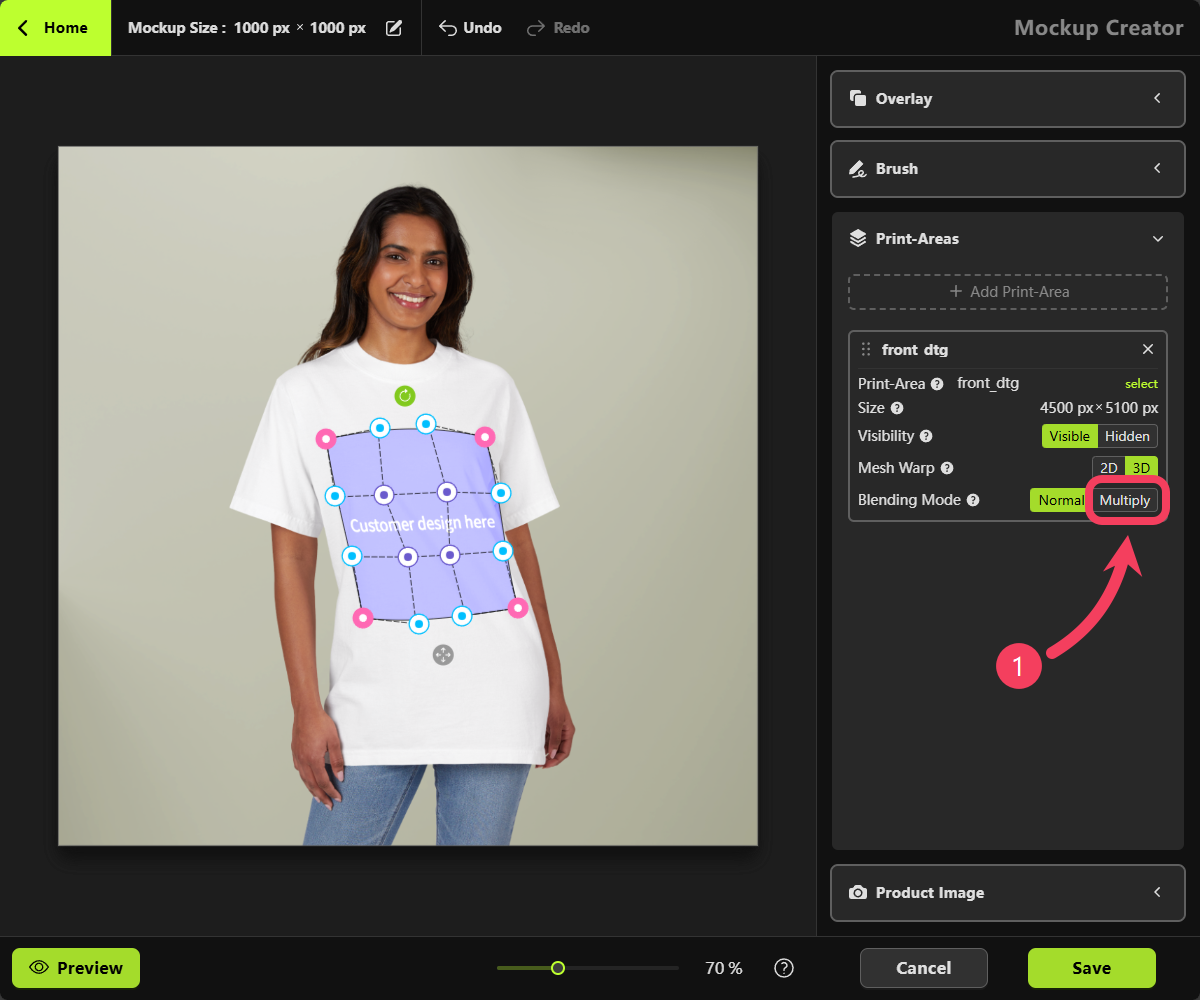 Home
Mockup Size : 1000 px × 1000 px
Undo
Redo
Mockup Creator
Overlay
Brush
Print-Areas
+ Add Print-Area
front_dtg
Print-Area ? front_dtg select
Size ? 4500 px × 5100 px
Visibility ? Visible Hidden
Mesh Warp ? 2D 3D
Blending Mode ? Normal Multiply
Customer design here
1
Product Image
Preview
70 %
?
Cancel
Save